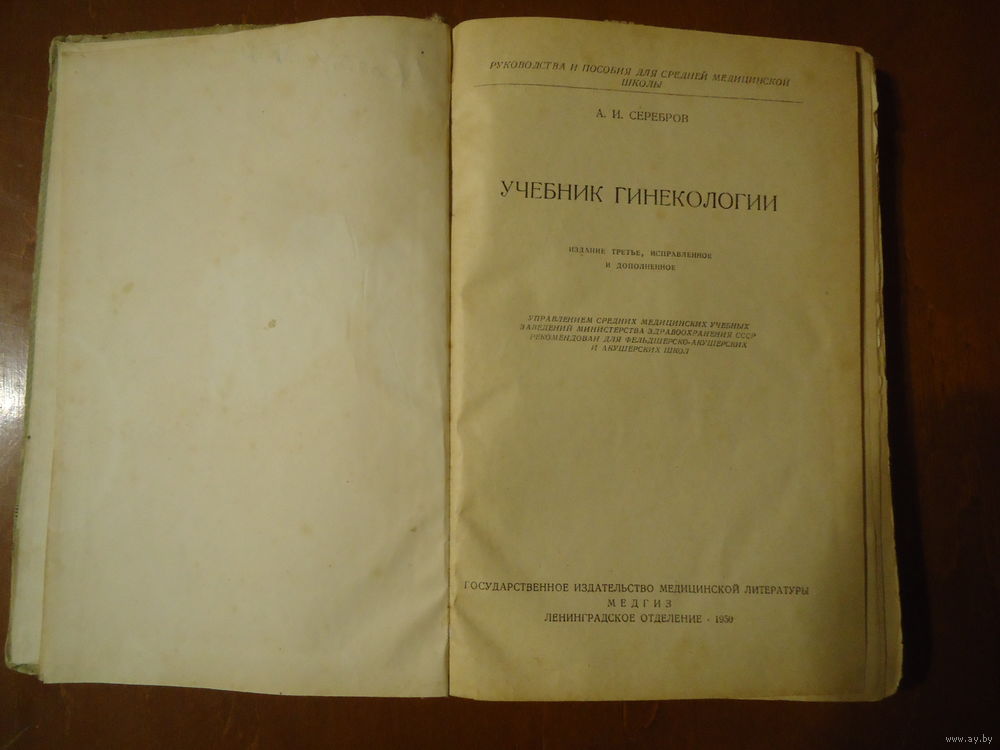 РУКОВОДСТВА И ПОСОБИЯ ДЛЯ СРЕДНЕЙ МЕДИЦИНСКОЙ
ШКОЛЫ
А. И. СЕРЕБРОВ
УЧЕБНИК ГИНЕКОЛОГИИ
ИЗДАНИЕ ТРЕТЬЕ, ИСПРАВЛЕННОЕ
И ДОПОЛНЕННОЕ
УПРАВЛЕНИЕМ СРЕДНИХ МЕДИЦИНСКИХ УЧЕБНЫХ
ЗАВЕДЕНИЙ МИНИСТЕРСТВА ЗДРАВООХРАНЕНИЯ СССР
РЕКОМЕНДОВАН ДЛЯ ФЕЛЬДШЕРСКО-АКУШЕРСКИХ
И АКУШЕРСКИХ ШКОЛ
ГОСУДАРСТВЕННОЕ ИЗДАТЕЛЬСТВО МЕДИЦИНСКОЙ ЛИТЕРАТУРЫ
МЕДГИЗ
ЛЕНИНГРАДСКОЕ ОТДЕЛЕНИЕ · 1950
www.ay.by